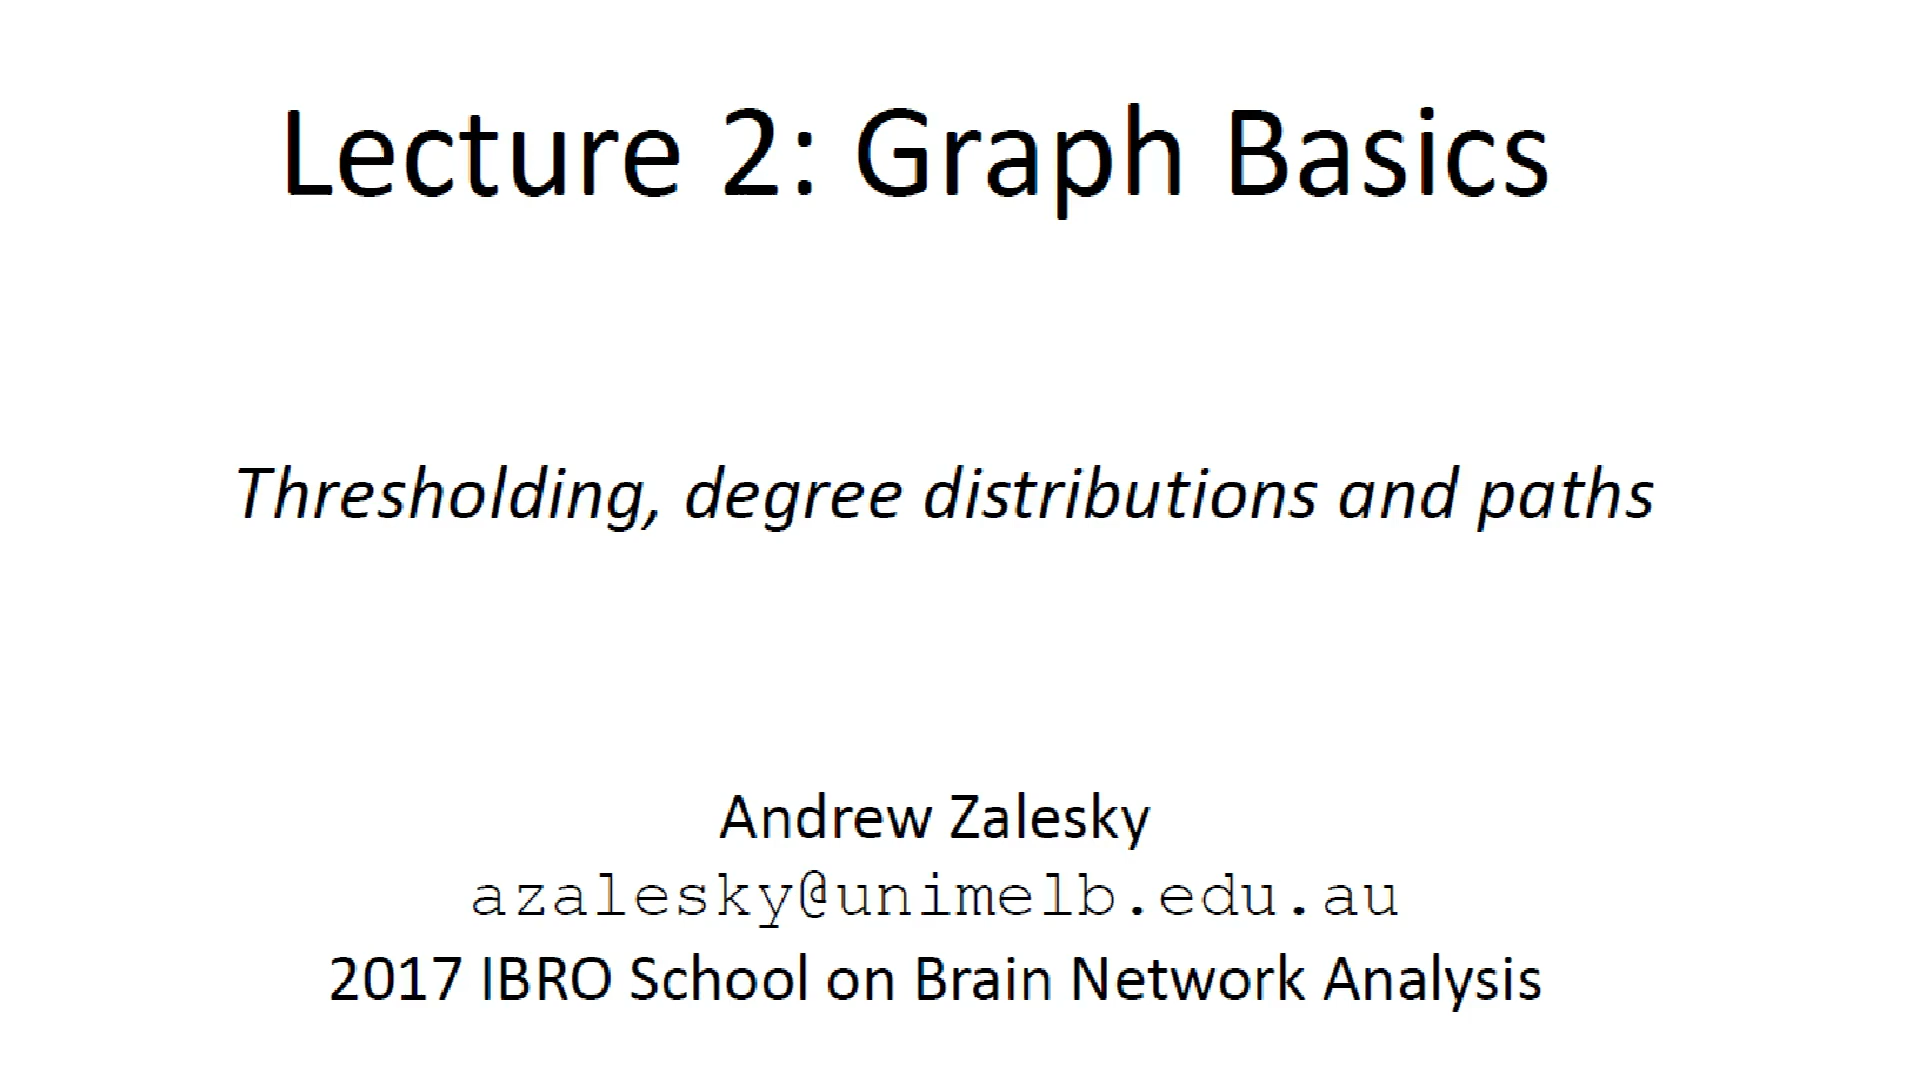 Lecture 2: Graph Basics
Thresholding, degree distributions and paths
Andrew Zalesky
azalesky@unimelb.edu.au
2017 IBRO School on Brain Network Analysis